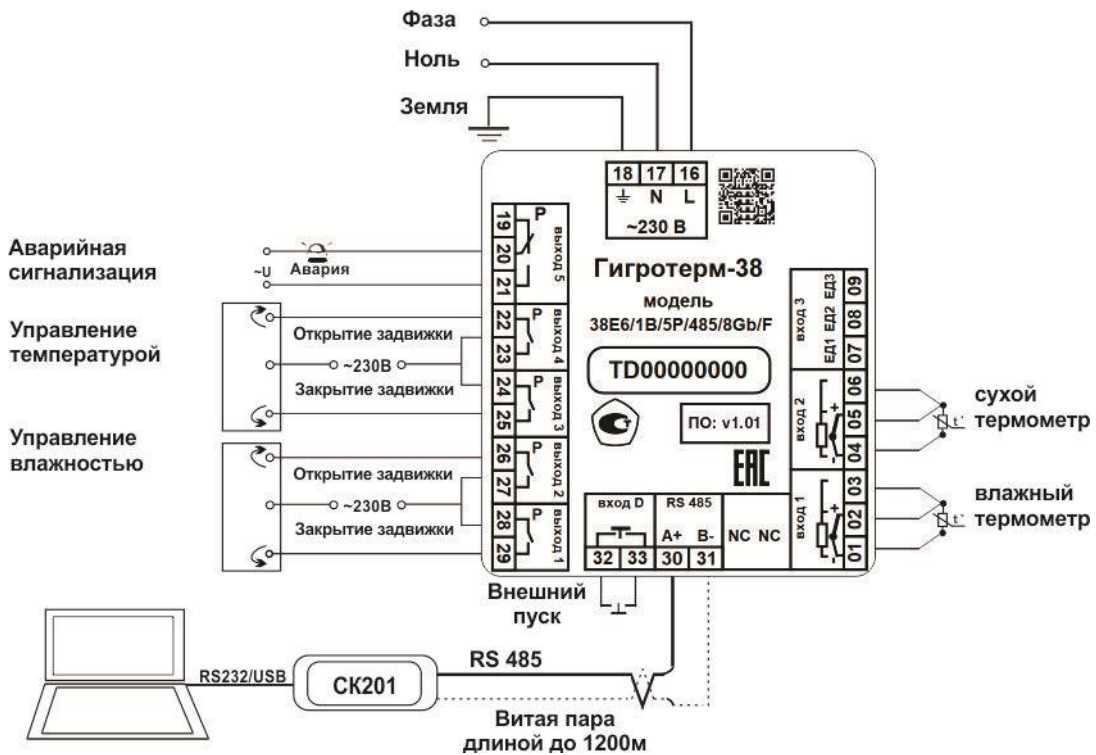 Фаза
Ноль
Земля
18 17 16
N L
~230 В
Гигротерм-38
модель
38E6/1В/5Р/485/8Gb/F
TD00000000
ПО: v1.01
ЕАС
Аварийная
сигнализация
~U
Авария
19
20
21
Р
выход 5
Управление
температурой
Открытие задвижки
~230В
Закрытие задвижки
22
23
Р
выход 4
24
25
Р
выход 3
Управление
влажностью
Открытие задвижки
~230В
Закрытие задвижки
26
27
Р
выход 2
28
29
Р
выход 1
вход 3
ЕД1 ЕД2 ЕД3
07 08 09
вход 2
+
-
04 05 06
сухой
термометр
t°
вход 1
+
-
01 02 03
влажный
термометр
t°
вход D
RS 485
A+ B-
NC NC
32 33 30 31
Внешний
пуск
RS232/USB
СК201
RS 485
Витая пара
длиной до 1200м